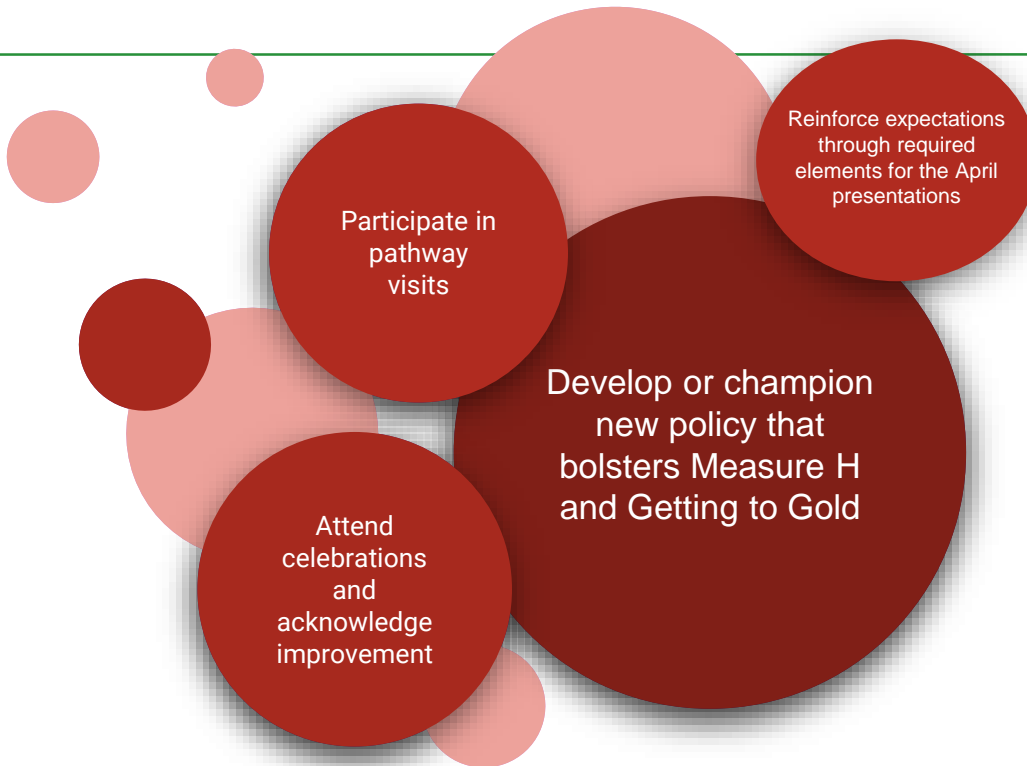 Reinforce expectations
through required
elements for the April
presentations
Participate in
pathway
visits
Develop or champion
new policy that
bolsters Measure H
and Getting to Gold
Attend
celebrations
and
acknowledge
improvement